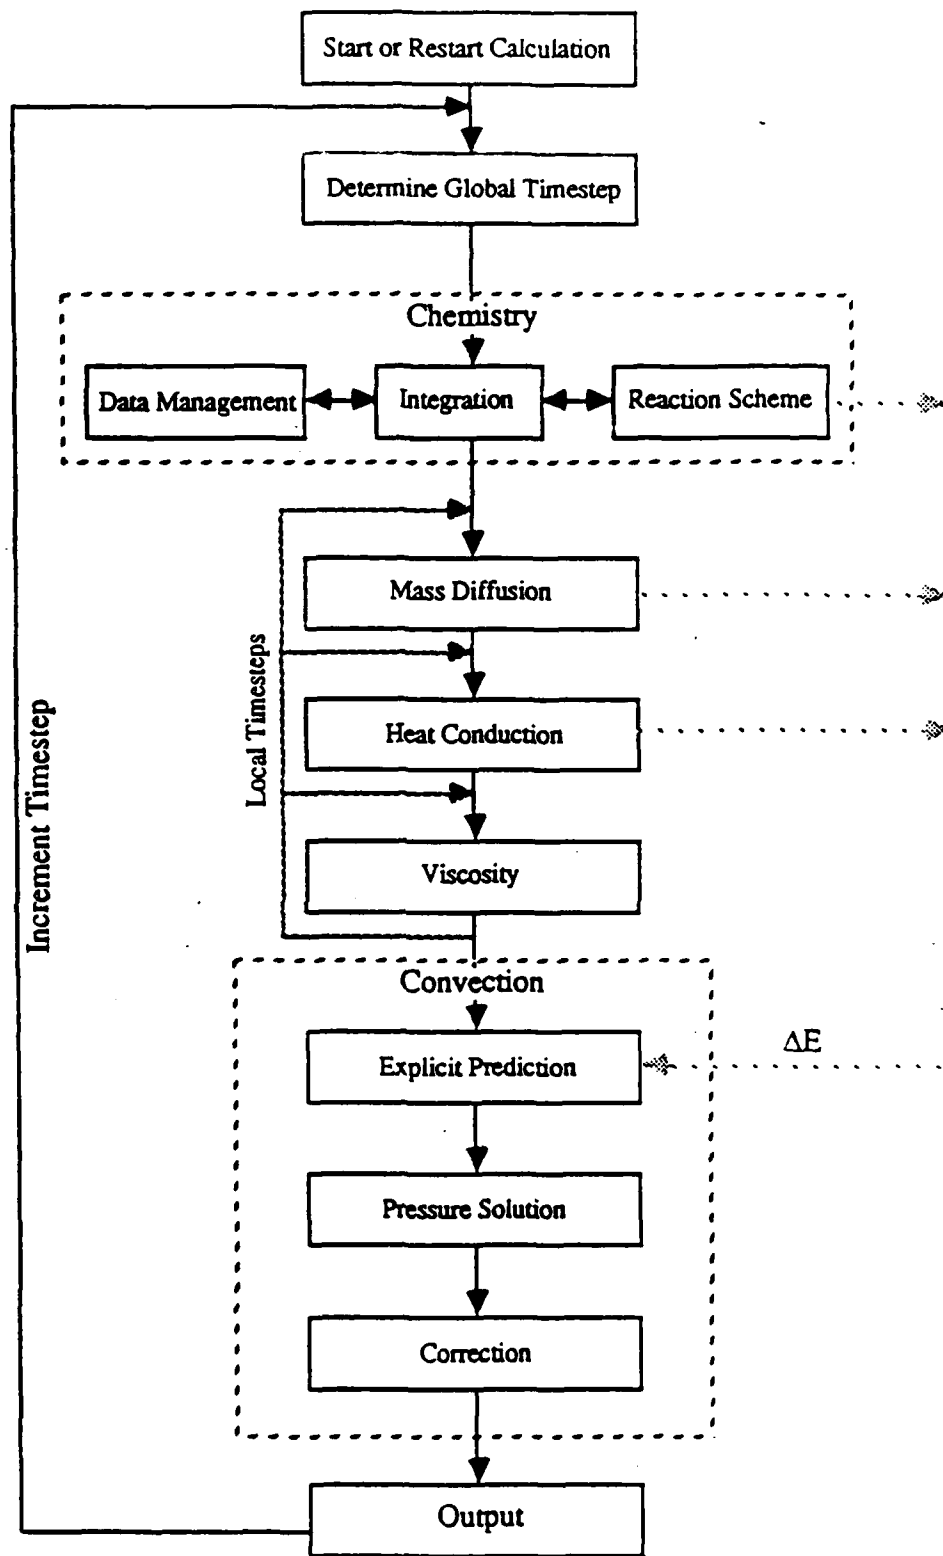 Start or Restart Calculation
Determine Global Timestep
Chemistry
Data Management
Integration
Reaction Scheme
Mass Diffusion
Local Timesteps
Heat Conduction
Increment Timestep
Viscosity
Convection
Explicit Prediction
ΔE
Pressure Solution
Correction
Output